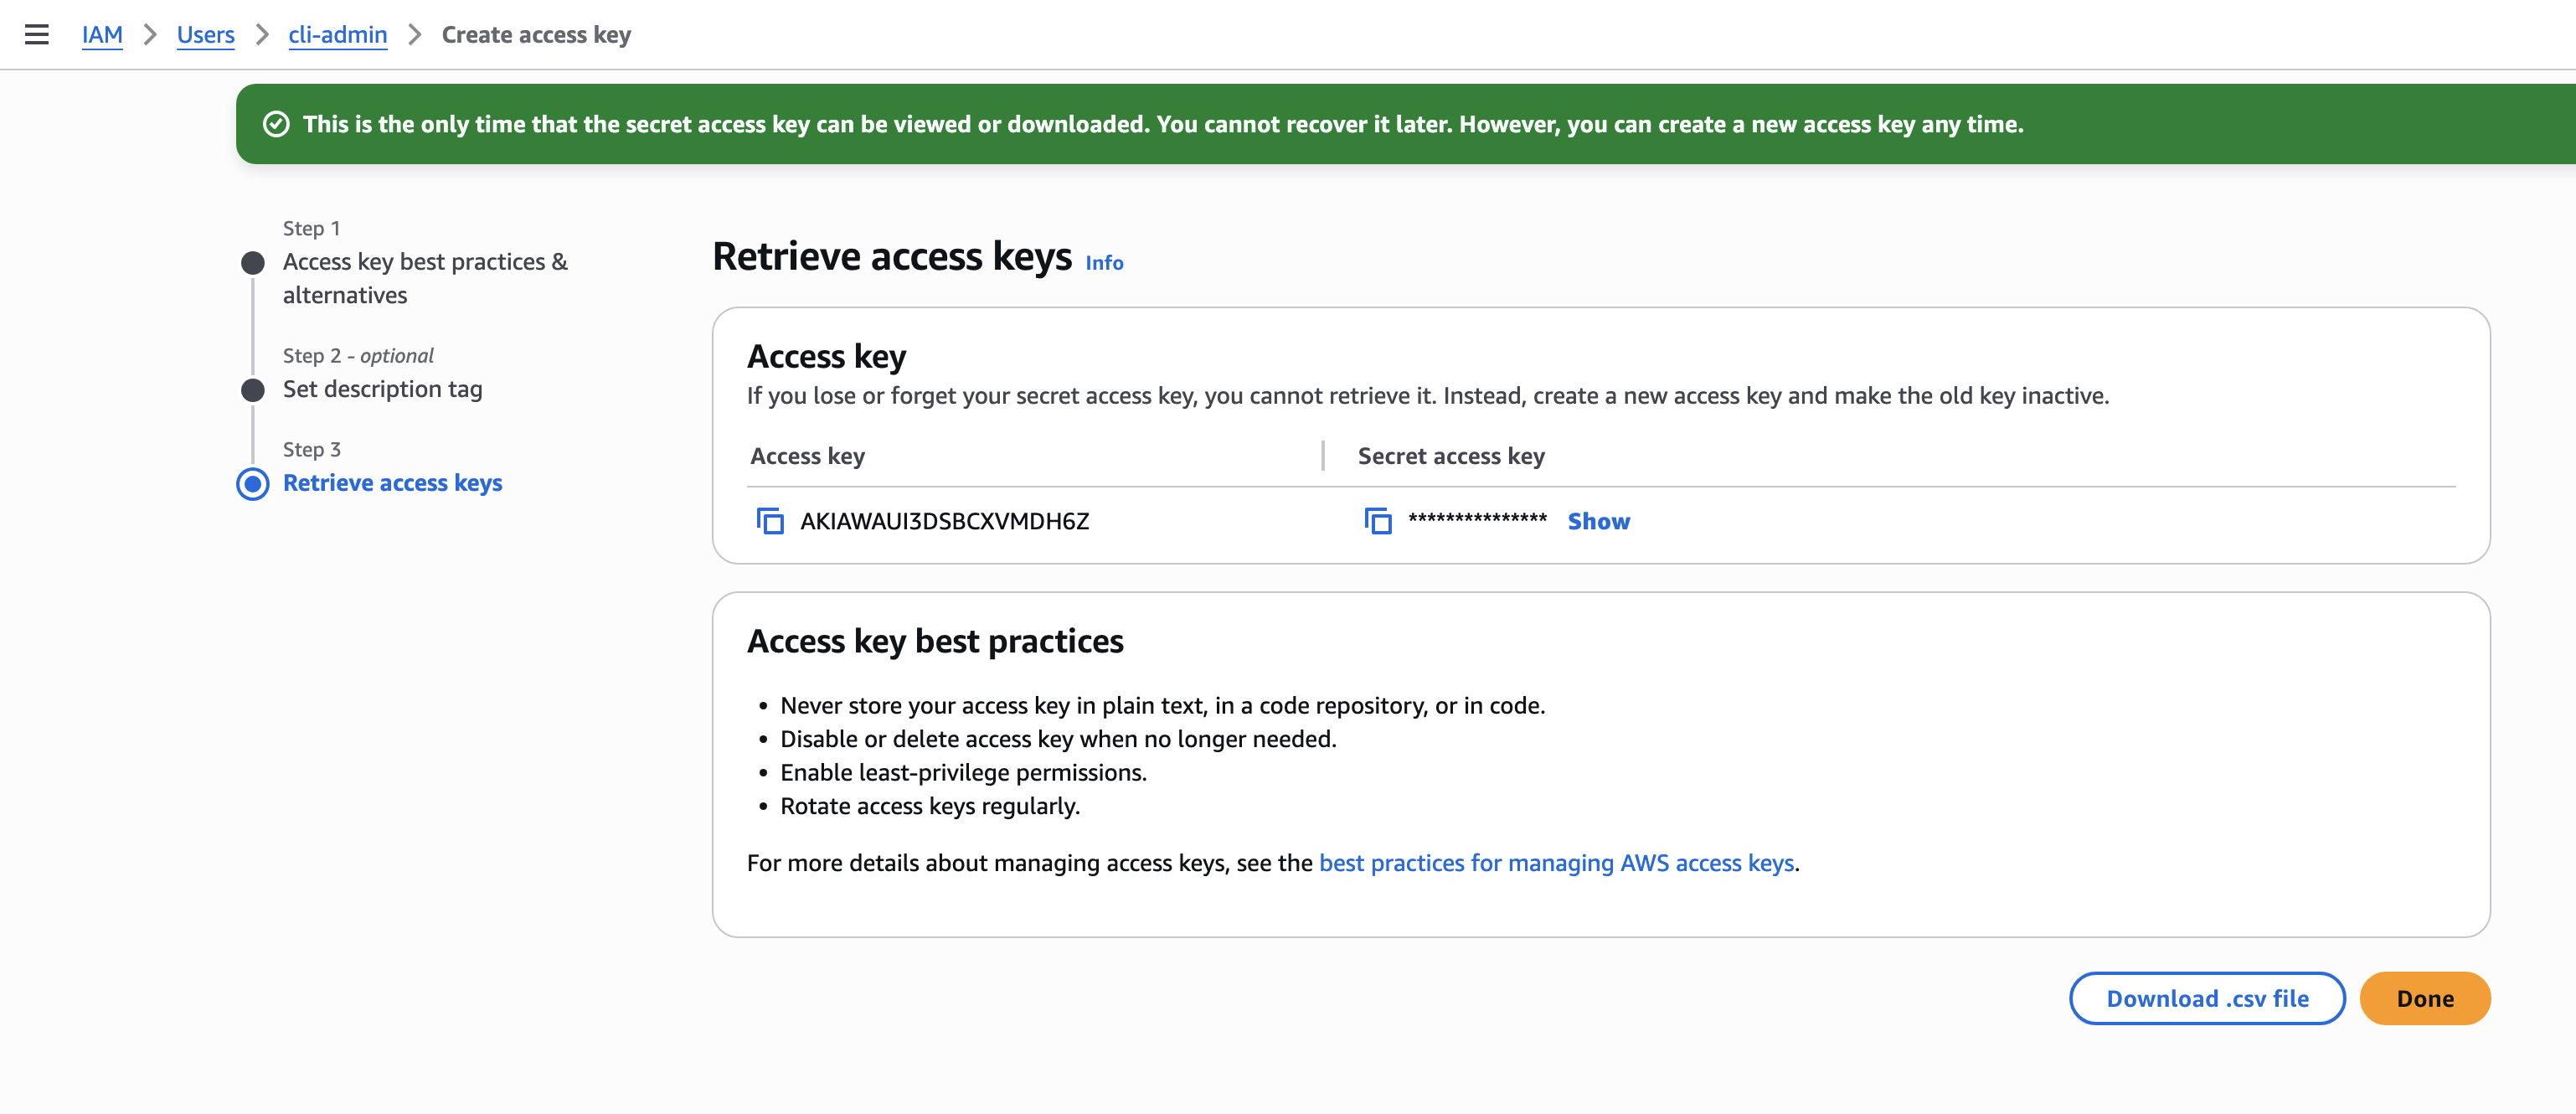 IAM > Users > cli-admin > Create access key
This is the only time that the secret access key can be viewed or downloaded. You cannot recover it later. However, you can create a new access key any time.
Step 1
Access key best practices &
alternatives
Step 2 - optional
Set description tag
Step 3
Retrieve access keys
Retrieve access keys Info
Access key
If you lose or forget your secret access key, you cannot retrieve it. Instead, create a new access key and make the old key inactive.
Access key
Secret access key
AKIAWAUI3DSBCXVMDH6Z
*************** Show
Access key best practices
• Never store your access key in plain text, in a code repository, or in code.
• Disable or delete access key when no longer needed.
• Enable least-privilege permissions.
• Rotate access keys regularly.
For more details about managing access keys, see the best practices for managing AWS access keys.
Download .csv file
Done